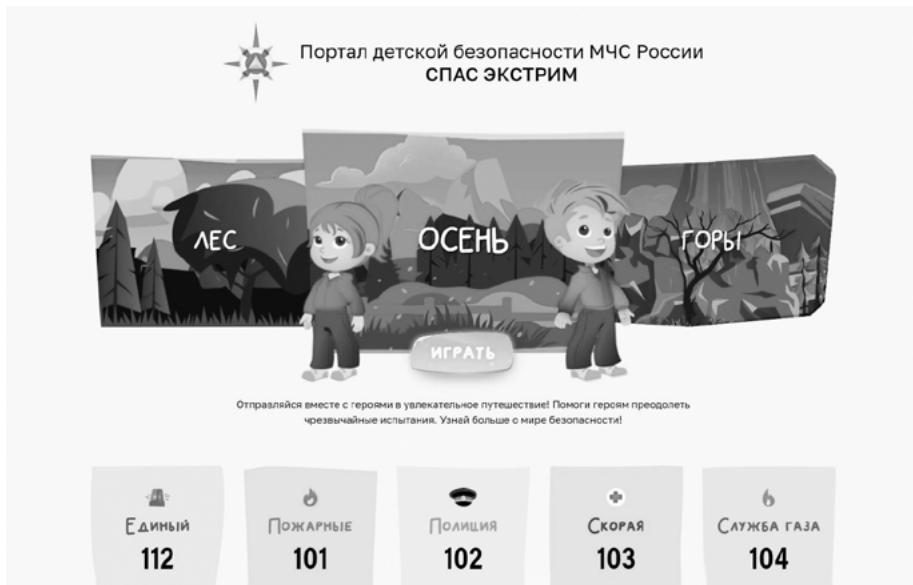 Портал детской безопасности МЧС России
СПАС ЭКСТРИМ
ЛЕС
ОСЕНЬ
ГОРЫ
ИГРАТЬ
Отправляйся вместе с героями в увлекательное путешествие! Помоги героям преодолеть
чрезвычайные испытания. Узнай больше о мире безопасности!
Единый
112
Пожарные
101
Полиция
102
Скорая
103
Служба газа
104